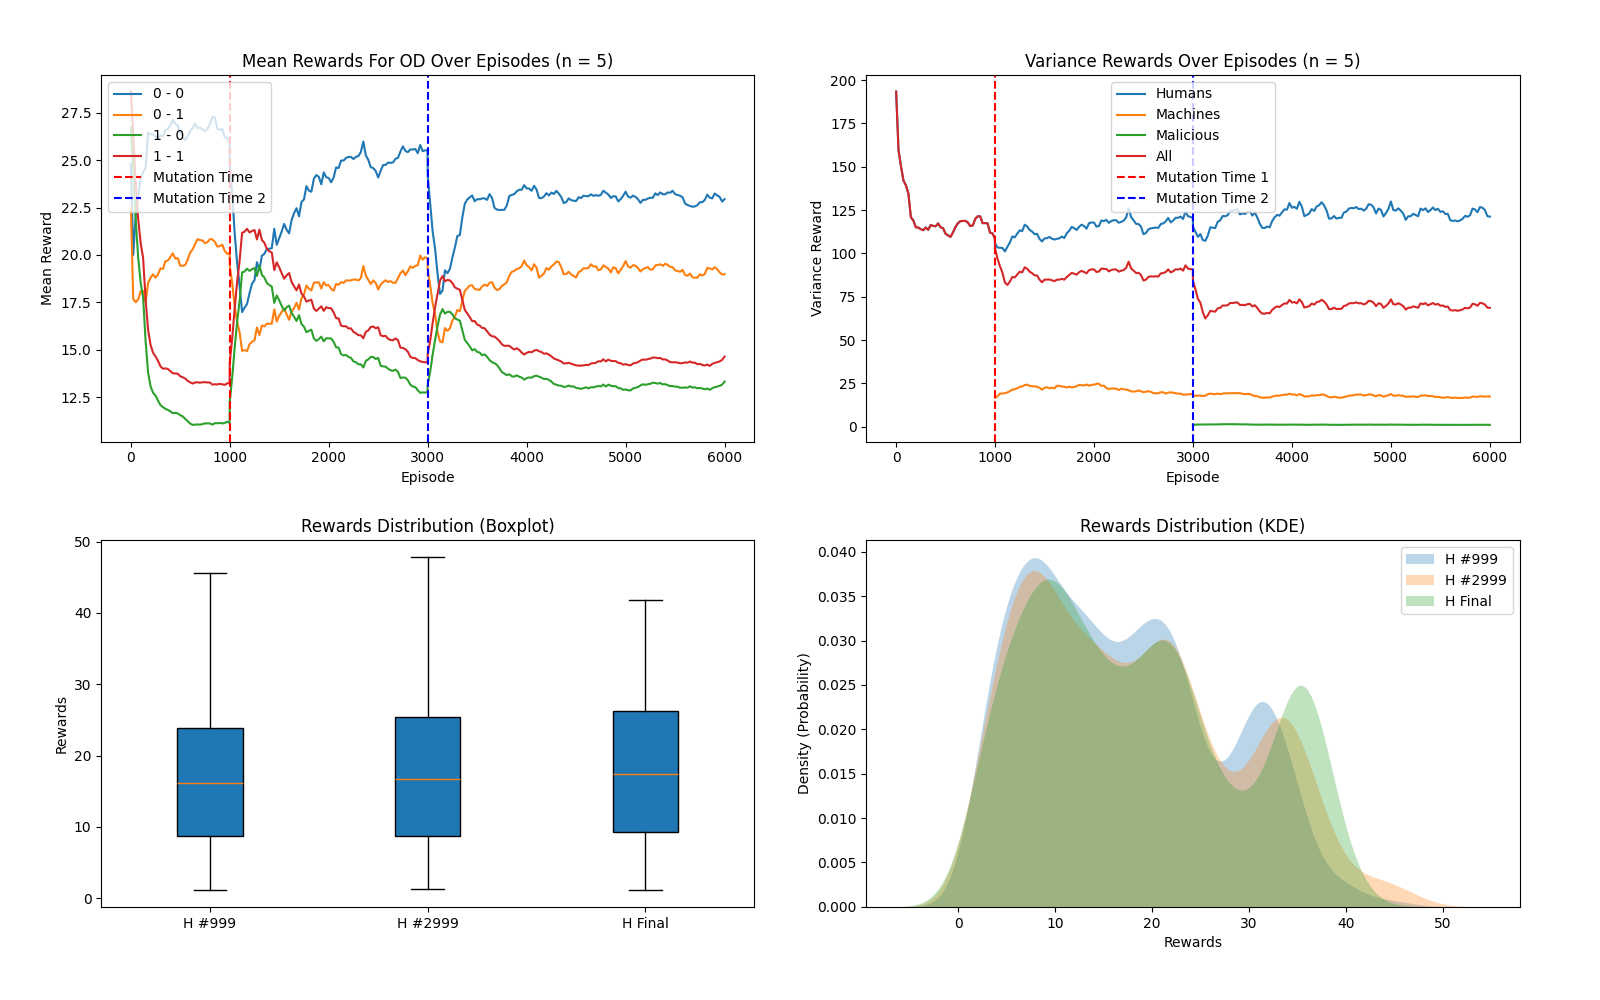 Mean Rewards For OD Over Episodes (n = 5)
Mean Reward
27.5
25.0
22.5
20.0
17.5
15.0
12.5
0 - 0
0 - 1
1 - 0
1 - 1
Mutation Time
Mutation Time 2
0 1000 2000 3000 4000 5000 6000
Episode
Variance Rewards Over Episodes (n = 5)
Variance Reward
200
175
150
125
100
75
50
25
0
Humans
Machines
Malicious
All
Mutation Time 1
Mutation Time 2
0 1000 2000 3000 4000 5000 6000
Episode
Rewards Distribution (Boxplot)
Rewards
50
40
30
20
10
0
H #999 H #2999 H Final
Rewards Distribution (KDE)
Density (Probability)
0.040
0.035
0.030
0.025
0.020
0.015
0.010
0.005
0.000
H #999
H #2999
H Final
0 10 20 30 40 50
Rewards